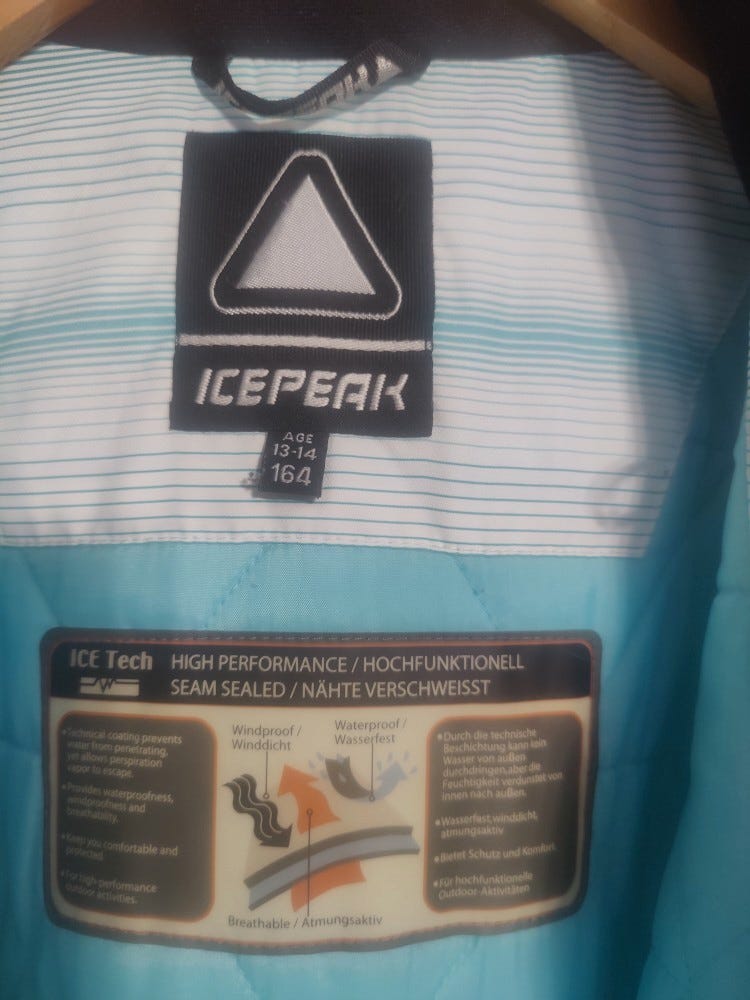 ICEPEAK
AGE
13-14
164
ICE Tech
HIGH PERFORMANCE / HOCHFUNKTIONELL
SEAM SEALED / NÄHTE VERSCHWEISST
•Technical coating prevents
water from penetrating,
yet allows perspiration
vapor to escape.
•Provides waterproofness,
windproofness and
breathability.
•Keep you comfortable and
protected
•For high performance
outdoor activities.
Windproof /
Winddicht
Waterproof /
Wasserfest
Breathable / Atmungsaktiv
•Durch die technische
Beschichtung kann kein
Wasser von außen
durchdringen,aber die
Feuchtigkeit verdunstet von
innen nach außen.
•Wasserfest,winddicht,
atmungsaktiv
•Bietet Schutz und Komfort.
•Für hochfunktionelle
Outdoor-Aktivitäten